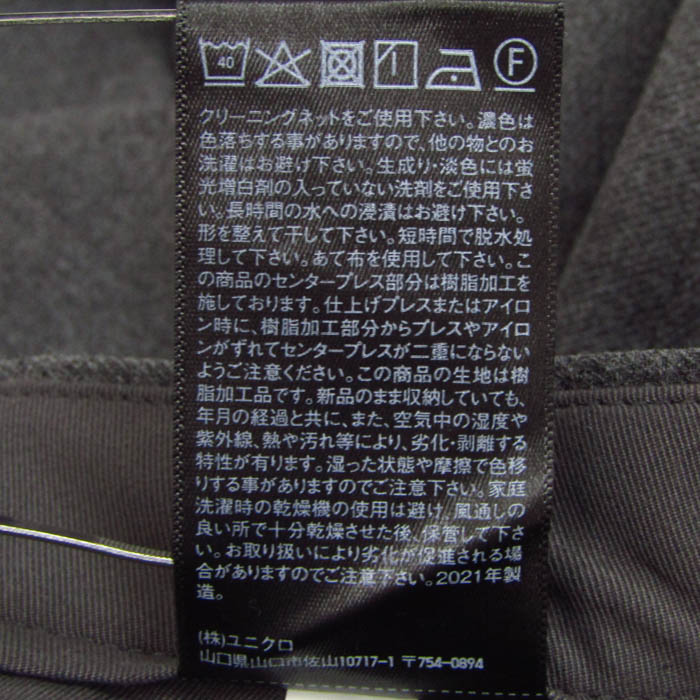 40 F
クリーニングネットをご使用下さい。濃色は
色落ちする事がありますので、他の物とのお
洗濯はお避け下さい。生成り・淡色には蛍
光増白剤の入っていない洗剤をご使用下さ
い。長時間の水への浸漬はお避け下さい。
形を整えて干して下さい。短時間で脱水処
理して下さい。あて布を使用して下さい。こ
の商品のセンタープレス部分は樹脂加工を
施しております。仕上げプレスまたはアイロ
ン時に、樹脂加工部分からプレスやアイロ
ンがずれてセンタープレスが二重にならない
ようご注意ください。この商品の生地は樹
脂加工品です。新品のまま収納していても、
年月の経過と共に、また、空気中の湿度や
紫外線、熱や汚れ等により、劣化・剥離する
特性が有ります。湿った状態や摩擦で色移
りする事がありますのでご注意下さい。家庭
洗濯時の乾燥機の使用は避け、風通しの
良い所で十分乾燥させた後、保管して下さ
い。お取り扱いにより劣化が促進される場
合がありますのでご注意下さい。2021年製
造。
(株)ユニクロ
山口県山口市佐山10717-1 〒754-0894